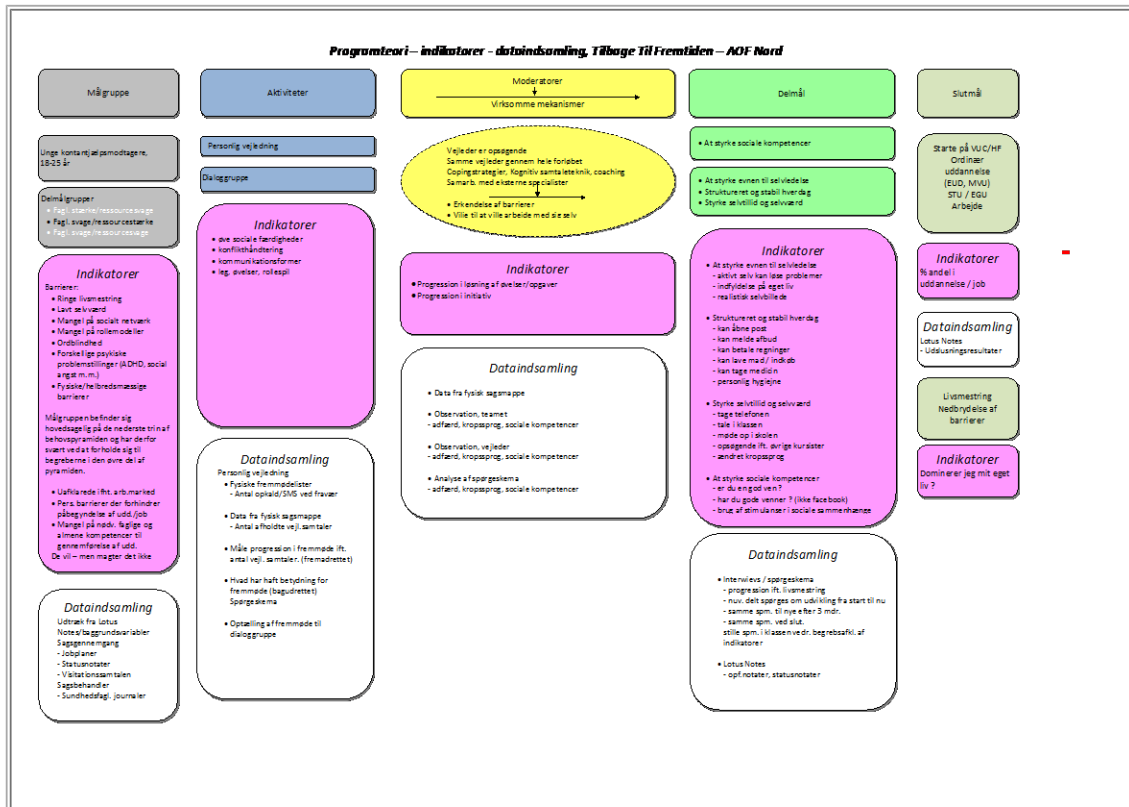 Programteori – indikatorer - dataindsamling, Tilbage Til Fremtiden – AOF Nord
Målgruppe
Unge kontantjælpsmodtagere,
18-25 år
Delmålgrupper
• Fagl. stærke/ressourcesvage
• Fagl. svage/ressourcestærke
• Fagl. svage/ressourcesvage
Indikatorer
Barrierer:
• Ringe livsmestring
• Lavt selvværd
• Mangel på socialt netværk
• Mangel på rollemodeller
• Ordblindhed
• Forskellige psykiske
problemstillinger (ADHD, social
angst m.m.)
• Fysiske/helbredsmæssige
barrierer
Målgruppen befinder sig
hovedsagelig på de nederste trin af
behovspyramiden og har derfor
svært ved at forholde sig til
begreberne i den øvre del af
pyramiden.
• Uafklarede ifht. arb.marked
• Pers. barrierer der forhindrer
påbegyndelse af udd./job
• Mangel på nødv. faglige og
almene kompetencer til
gennemførelse af udd.
De vil – men magter det ikke
Dataindsamling
Udtræk fra Lotus
Notes/baggrundsvariabler
Sagsgennemgang
- Jobplaner
- Statusnotater
- Visitationssamtalen
Sagsbehandler
- Sundhedsfagl. journaler
Aktiviteter
Personlig vejledning
Dialoggruppe
Indikatorer
• øve sociale færdigheder
• konflikthåndtering
• kommunikationsformer
• leg, øvelser, rollespil
Dataindsamling
Personlig vejledning
• Fysiske fremmødelister
- Antal opkald/SMS ved fravær
• Data fra fysisk sagsmappe
- Antal afholdte vejl.samtaler
• Måle progression i fremmøde ift.
antal vejl. samtaler. (fremadrettet)
• Hvad har haft betydning for
fremmøde (bagudrettet)
Spørgeskema
• Optælling af fremmøde til
dialoggruppe
Moderatorer
Virksomme mekanismer
Vejleder er opsøgende
Samme vejleder gennem hele forløbet
Copingstrategier, Kognitiv samtaleteknik, coaching
Samarb. med eksterne specialister
• Erkendelse af barrierer
• Vilje til at ville arbejde med sig selv
Indikatorer
• Progression i løsning af øvelser/opgaver
• Progression i initiativ
Dataindsamling
• Data fra fysisk sagsmappe
• Observation, teamet
- adfærd, kropssprog, sociale kompetencer
• Observation, vejleder
- adfærd, kropssprog, sociale kompetencer
• Analyse af spørgeskema
- adfærd, kropssprog, sociale kompetencer
Delmål
• At styrke sociale kompetencer
• At styrke evnen til selvledelse
• Struktureret og stabil hverdag
• Styrke selvtillid og selvværd
Indikatorer
• At styrke evnen til selvledelse
- aktivt selv kan løse problemer
- indflydelse på eget liv
- realistisk selvbillede
• Struktureret og stabil hverdag
- kan åbne post
- kan melde afbud
- kan betale regninger
- kan lave mad / indkøb
- kan tage medicin
- personlig hygiejne
• Styrke selvtillid og selvværd
- tage telefonen
- tale i klassen
- møde op i skolen
- opsøgende ift. øvrige kursister
- ændret kropssprog
• At styrke sociale kompetencer
- er du en god ven ?
- har du gode venner ? (ikke facebook)
- brug af stimulanser i sociale sammenhænge
Dataindsamling
• Interwievs / spørgeskema
- progression ift. livsmestring
- nuv. delt spørges om udvikling fra start til nu
- samme spm. til nye efter 3 mdr.
- samme spm. ved slut.
stille spm. i klassen vedr. begrebsafkl. af
indikatorer
• Lotus Notes
- opf.notater, statusnotater
Slutmål
Starte på VUC/HF
Ordinær
uddannelse
(EUD, MVU)
STU / EGU
Arbejde
Indikatorer
% andel i
uddannelse / job
Dataindsamling
Lotus Notes
- Udslusningsresultater
Livsmestring
Nedbrydelse af
barrierer
Indikatorer
Dominerer jeg mit eget
liv ?